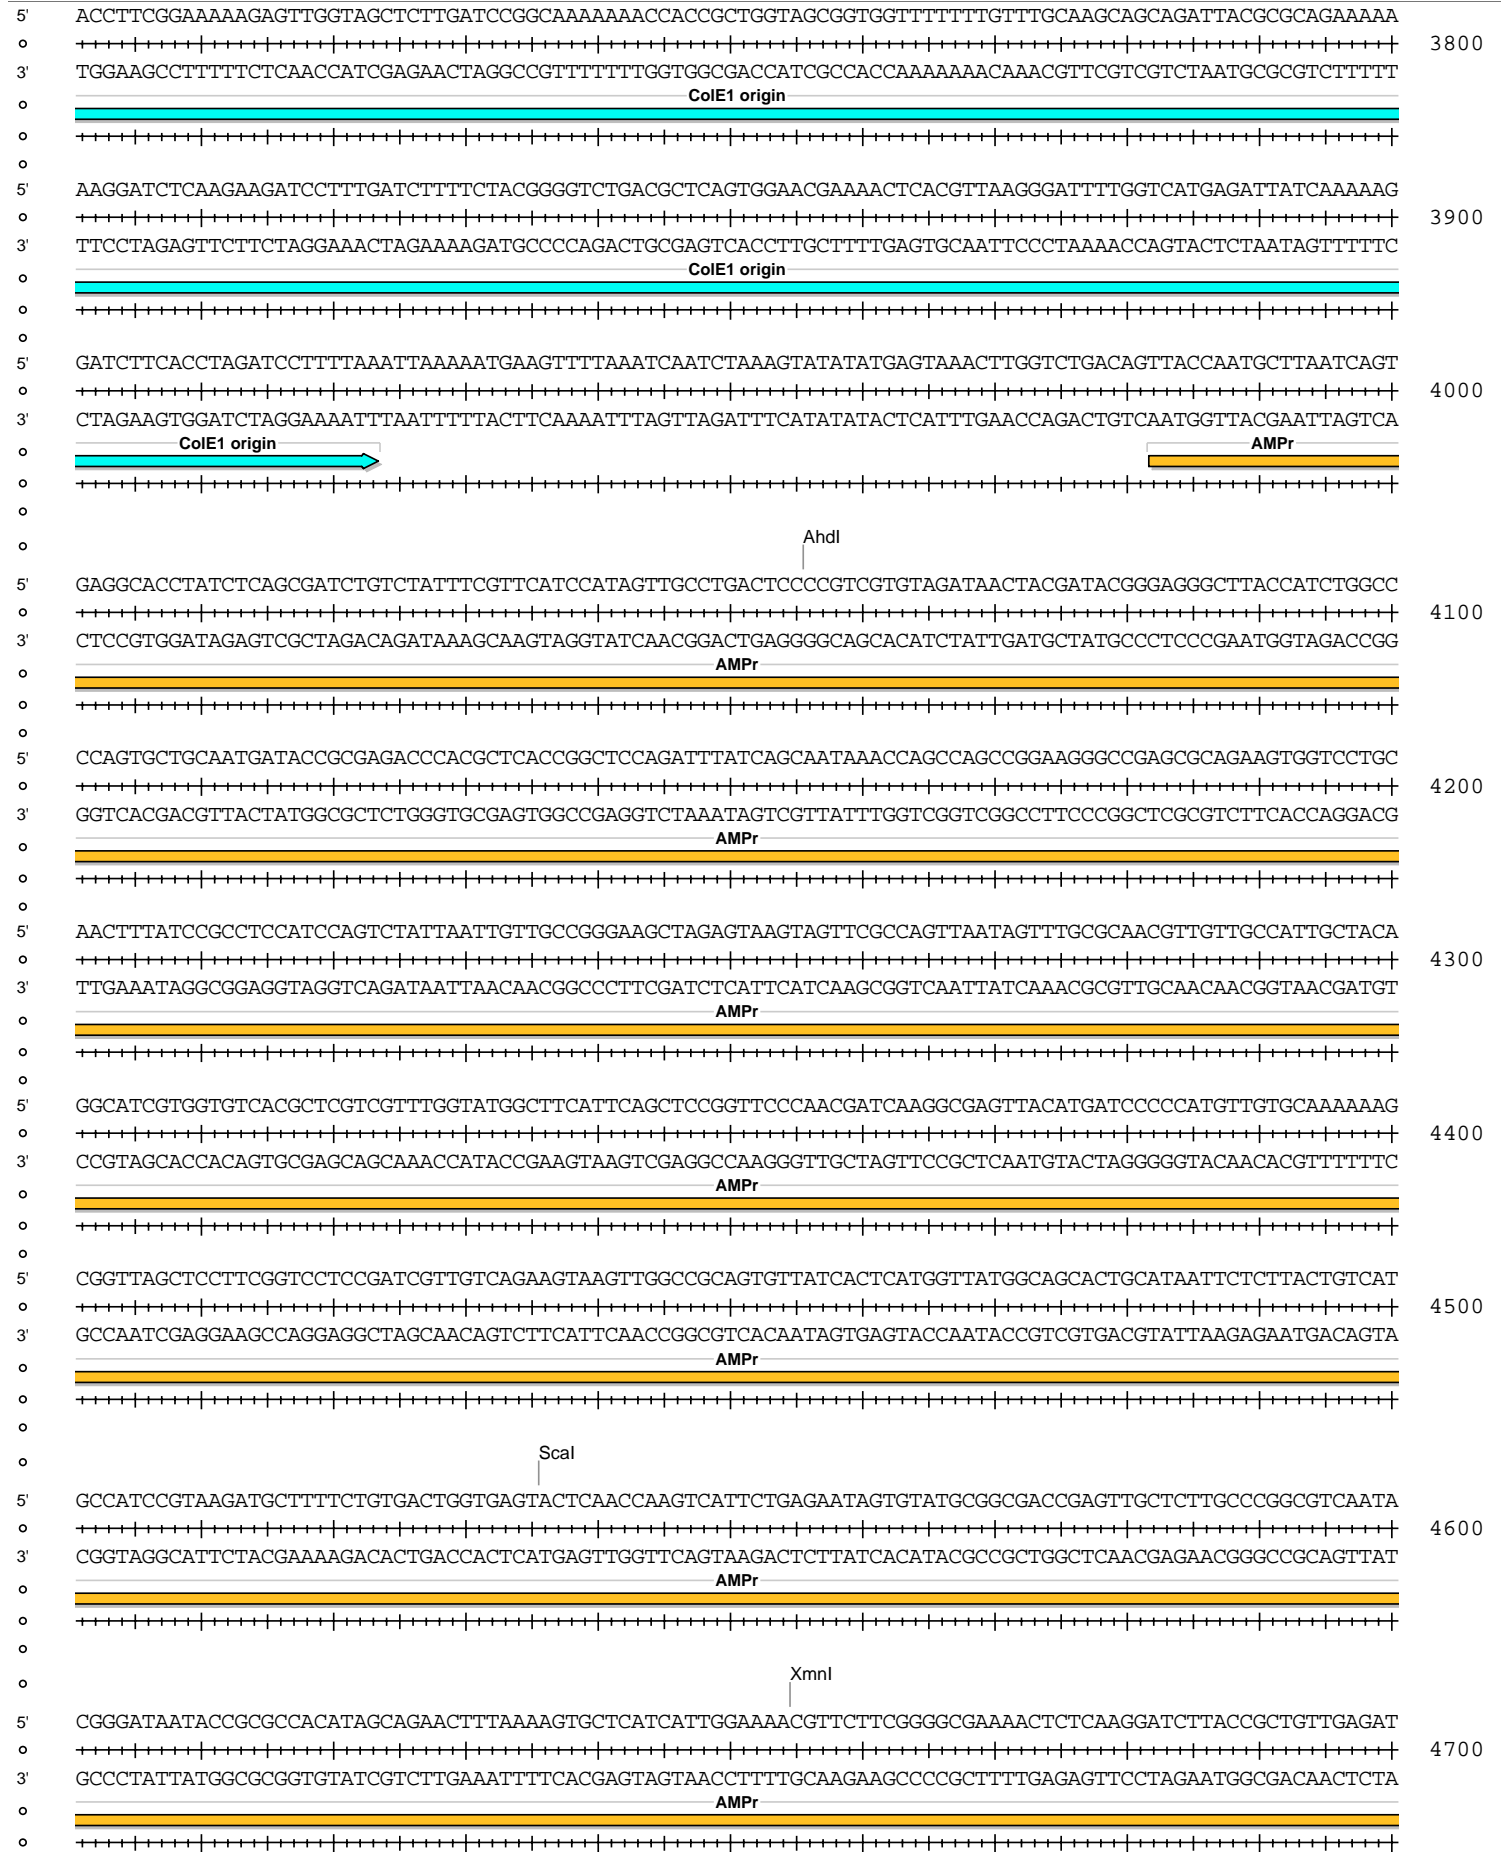 5' ACCTTCGGAAAAAGAGTTGGTAGCTCTTGATCCGGCAAAAAAACCACCGCTGGTAGCGGTGGTTTTTTTGTTTGCAAGCAGCAGATTACGCGCAGAAAAA
3800
3' TGGAAGCCTTTTTCTCAACCATCGAGAACTAGGCCGTTTTTTTGGTGGCGACCATCGCCACCAAAAAAACAAACGTTCGTCGTCTAATGCGCGTCTTTTT
ColE1 origin
5' AAGGATCTCAAGAAGATCCTTTGATCTTTTCTACGGGGTCTGACGCTCAGTGGAACGAAAACTCACGTTAAGGGATTTTGGTCATGAGATTATCAAAAAG
3900
3' TTCCTAGAGTTCTTCTAGGAAACTAGAAAAGATGCCCCAGACTGCGAGTCACCTTGCTTTTGAGTGCAATTCCCTAAAACCAGTACTCTAATAGTTTTTC
ColE1 origin
5' GATCTTCACCTAGATCCTTTTAAATTAAAAATGAAGTTTTAAATCAATCTAAAGTATATATGAGTAAACTTGGTCTGACAGTTACCAATGCTTAATCAGT
4000
3' CTAGAAGTGGATCTAGGAAAATTTAATTTTTACTTCAAAATTTAGTTAGATTTCATATATACTCATTTGAACCAGACTGTCAATGGTTACGAATTAGTCA
ColE1 origin AMPr
AhdI
5' GAGGCACCTATCTCAGCGATCTGTCTATTTCGTTCATCCATAGTTGCCTGACTCCCCGTCGTGTAGATAACTACGATACGGGAGGGCTTACCATCTGGCC
4100
3' CTCCGTGGATAGAGTCGCTAGACAGATAAAGCAAGTAGGTATCAACGGACTGAGGGGCAGCACATCTATTGATGCTATGCCCTCCCGAATGGTAGACCGG
AMPr
5' CCAGTGCTGCAATGATACCGCGAGACCCACGCTCACCGGCTCCAGATTTATCAGCAATAAACCAGCCAGCCGGAAGGGCCGAGCGCAGAAGTGGTCCTGC
4200
3' GGTCACGACGTTACTATGGCGCTCTGGGTGCGAGTGGCCGAGGTCTAAATAGTCGTTATTTGGTCGGTCGGCCTTCCCGGCTCGCGTCTTCACCAGGACG
AMPr
5' AACTTTATCCGCCTCCATCCAGTCTATTAATTGTTGCCGGGAAGCTAGAGTAAGTAGTTCGCCAGTTAATAGTTTGCGCAACGTTGTTGCCATTGCTACA
4300
3' TTGAAATAGGCGGAGGTAGGTCAGATAATTAACAACGGCCCTTCGATCTCATTCATCAAGCGGTCAATTATCAAACGCGTTGCAACAACGGTAACGATGT
AMPr
5' GGCATCGTGGTGTCACGCTCGTCGTTTGGTATGGCTTCATTCAGCTCCGGTTCCCAACGATCAAGGCGAGTTACATGATCCCCCATGTTGTGCAAAAAAG
4400
3' CCGTAGCACCACAGTGCGAGCAGCAAACCATACCGAAGTAAGTCGAGGCCAAGGGTTGCTAGTTCCGCTCAATGTACTAGGGGGTACAACACGTTTTTTC
AMPr
5' CGGTTAGCTCCTTCGGTCCTCCGATCGTTGTCAGAAGTAAGTTGGCCGCAGTGTTATCACTCATGGTTATGGCAGCACTGCATAATTCTCTTACTGTCAT
4500
3' GCCAATCGAGGAAGCCAGGAGGCTAGCAACAGTCTTCATTCAACCGGCGTCACAATAGTGAGTACCAATACCGTCGTGACGTATTAAGAGAATGACAGTA
AMPr
ScaI
5' GCCATCCGTAAGATGCTTTTCTGTGACTGGTGAGTACTCAACCAAGTCATTCTGAGAATAGTGTATGCGGCGACCGAGTTGCTCTTGCCCGGCGTCAATA
4600
3' CGGTAGGCATTCTACGAAAAGACACTGACCACTCATGAGTTGGTTCAGTAAGACTCTTATCACATACGCCGCTGGCTCAACGAGAACGGGCCGCAGTTAT
AMPr
XmnI
5' CGGGATAATACCGCGCCACATAGCAGAACTTTAAAAGTGCTCATCATTGGAAAACGTTCTTCGGGGCGAAAACTCTCAAGGATCTTACCGCTGTTGAGAT
4700
3' GCCCTATTATGGCGCGGTGTATCGTCTTGAAATTTTCACGAGTAGTAACCTTTTGCAAGAAGCCCCGCTTTTGAGAGTTCCTAGAATGGCGACAACTCTA
AMPr